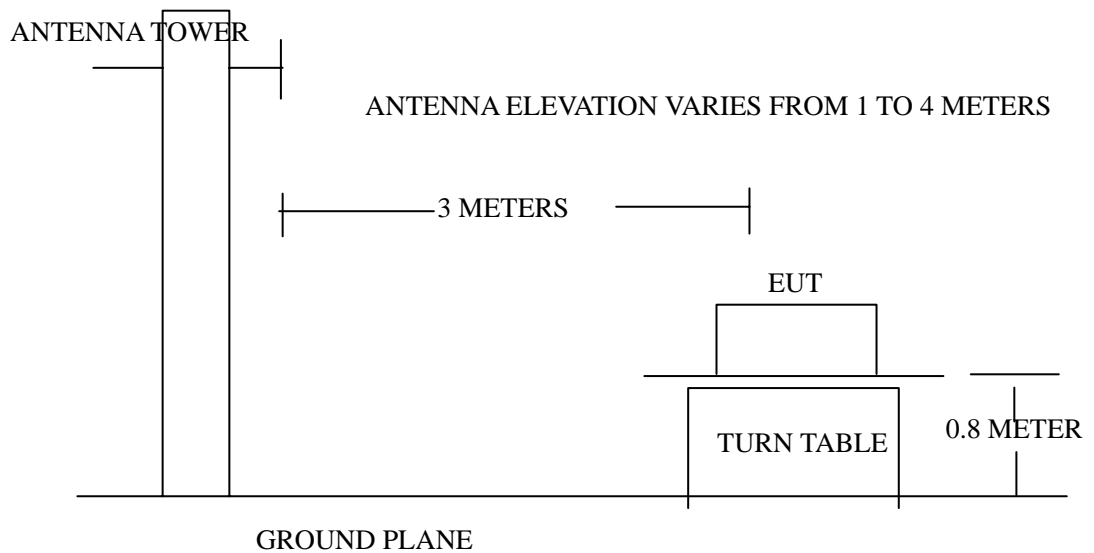 ANTENNA TOWER
ANTENNA ELEVATION VARIES FROM 1 TO 4 METERS
3 METERS
EUT
0.8 METER
TURN TABLE
GROUND PLANE